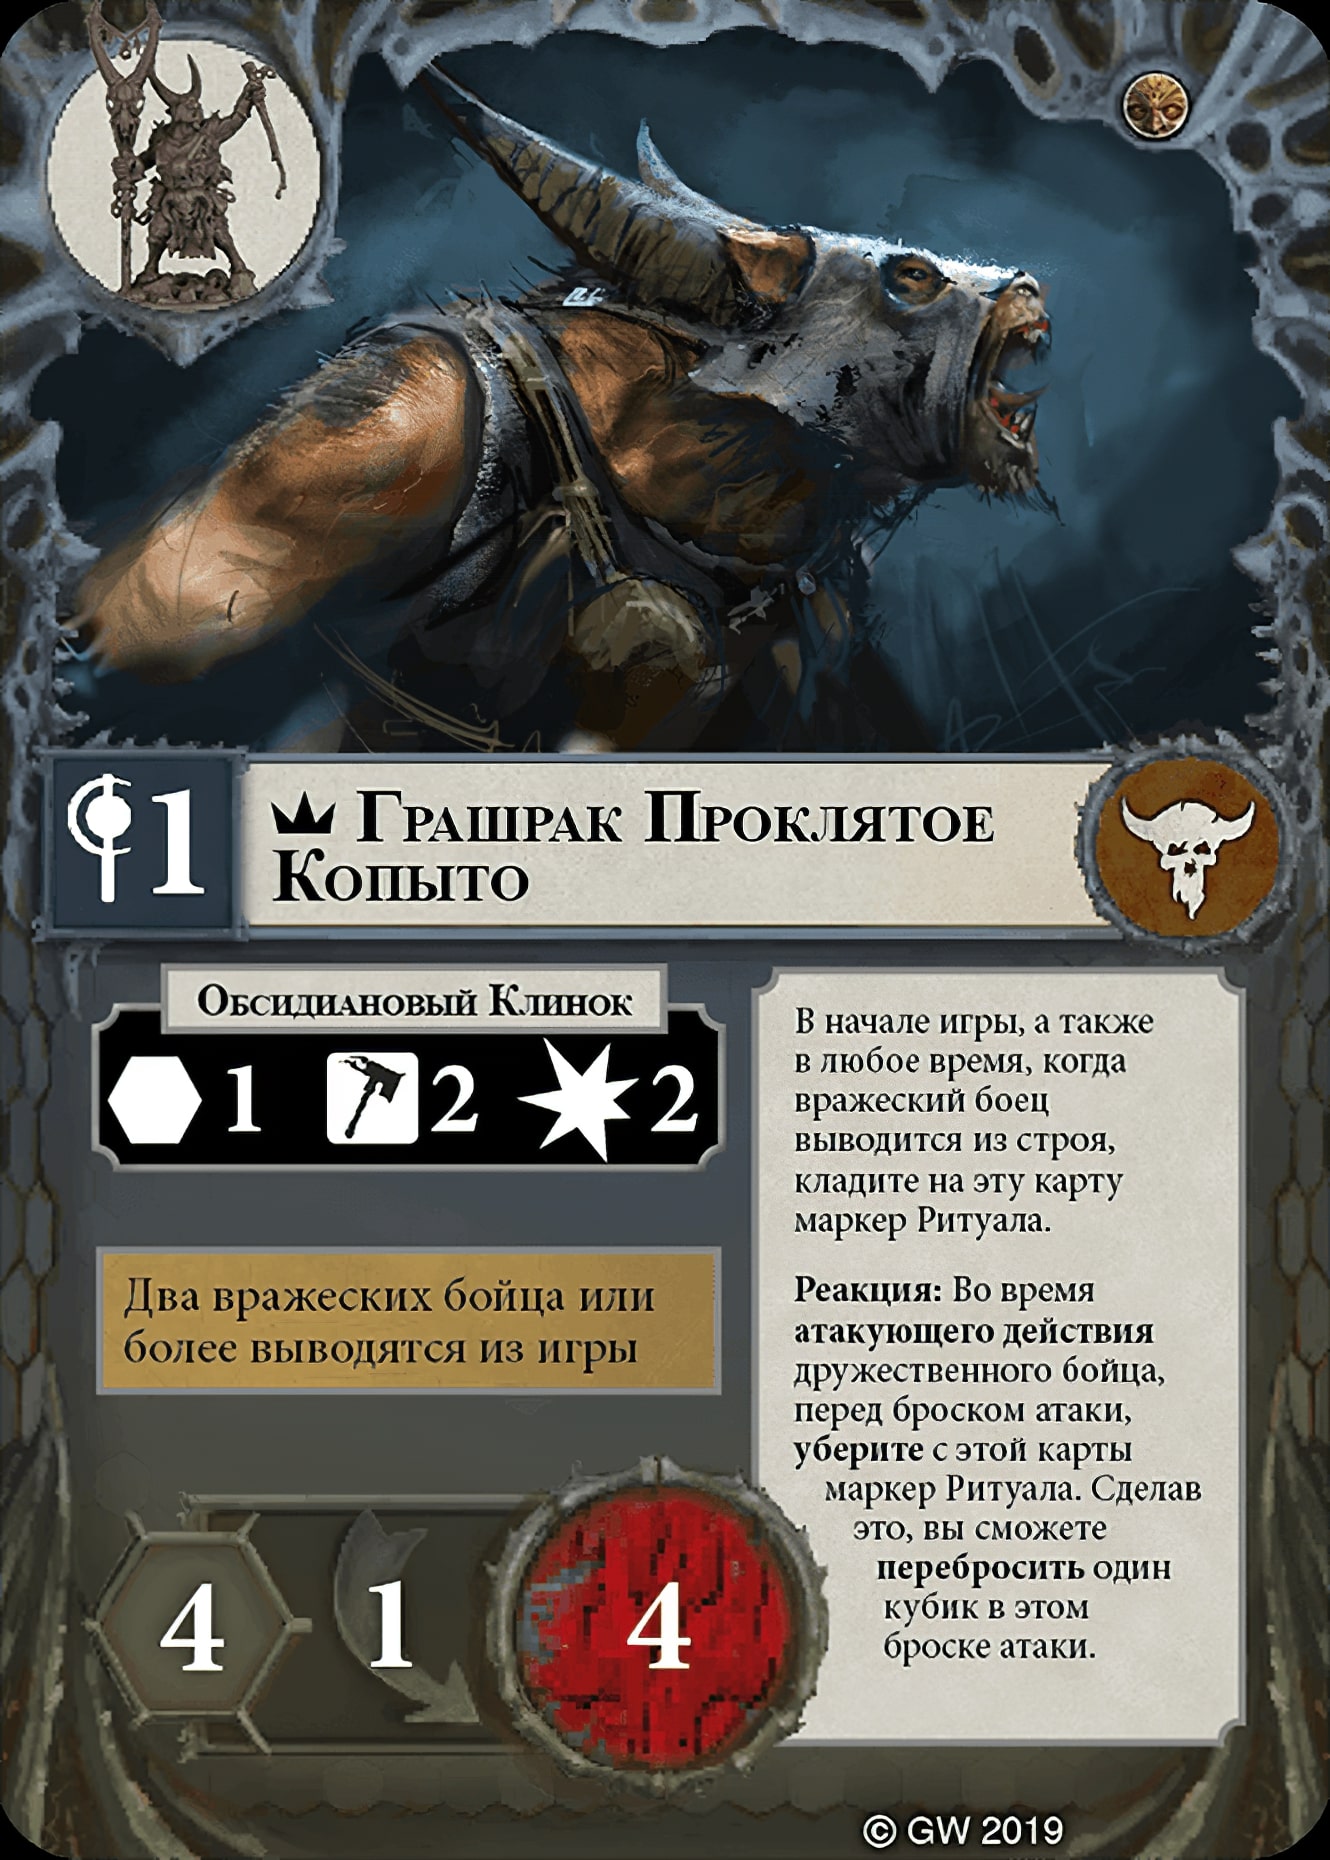 1
Грашрак Проклятое
Копыто
Обсидиановый Клинок
1 2 2
Два вражеских бойца или
более выводятся из игры
4 1 4
В начале игры, а также
в любое время, когда
вражеский боец
выводится из строя,
кладите на эту карту
маркер Ритуала.
Реакция: Во время
атакующего действия
дружественного бойца,
перед броском атаки,
уберите с этой карты
маркер Ритуала. Сделав
это, вы сможете
перебросить один
кубик в этом
броске атаки.
© GW 2019